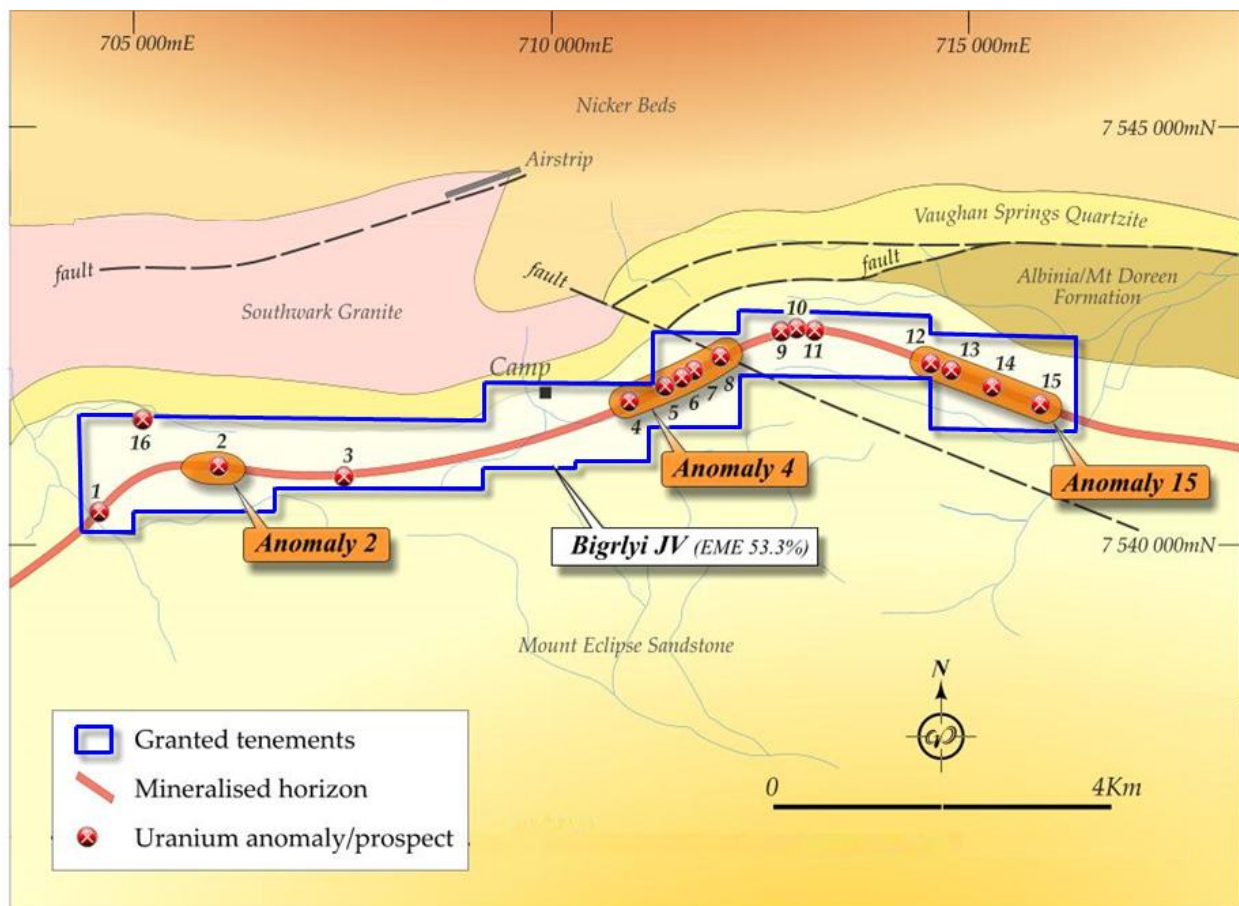 705 000mE
710 000mE
715 000mE
Nicker Beds
7 545 000mN
Airstrip
Vaughan Springs Quartzite
fault
fault
fault
Albinia/Mt Doreen
Formation
Southwark Granite
Camp
10
9
11
12
13
14
15
8
7
6
5
4
16
2
3
1
Anomaly 4
Anomaly 15
Anomaly 2
Bigrlyi JV (EME 53.3%)
7 540 000mN
Mount Eclipse Sandstone
N
Granted tenements
Mineralised horizon
Uranium anomaly/prospect
0
4Km